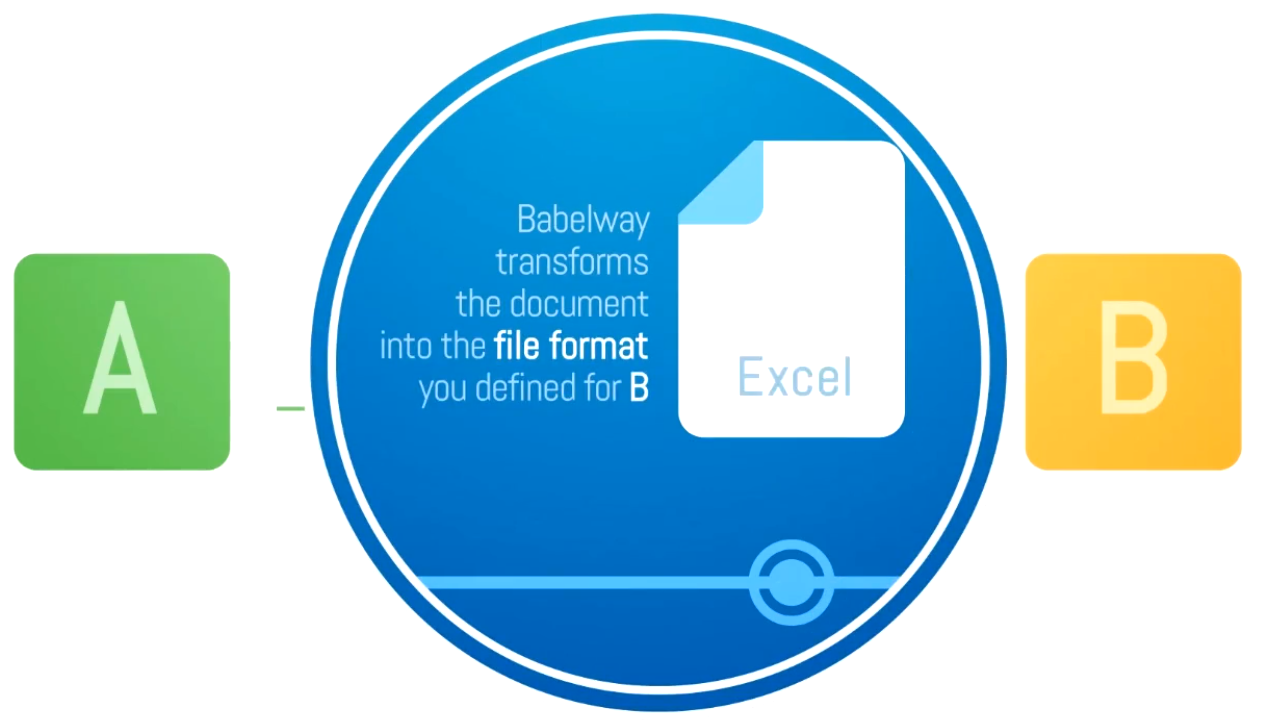 A
Babelway
transforms
the document
into the file format
you defined for B
Excel
B